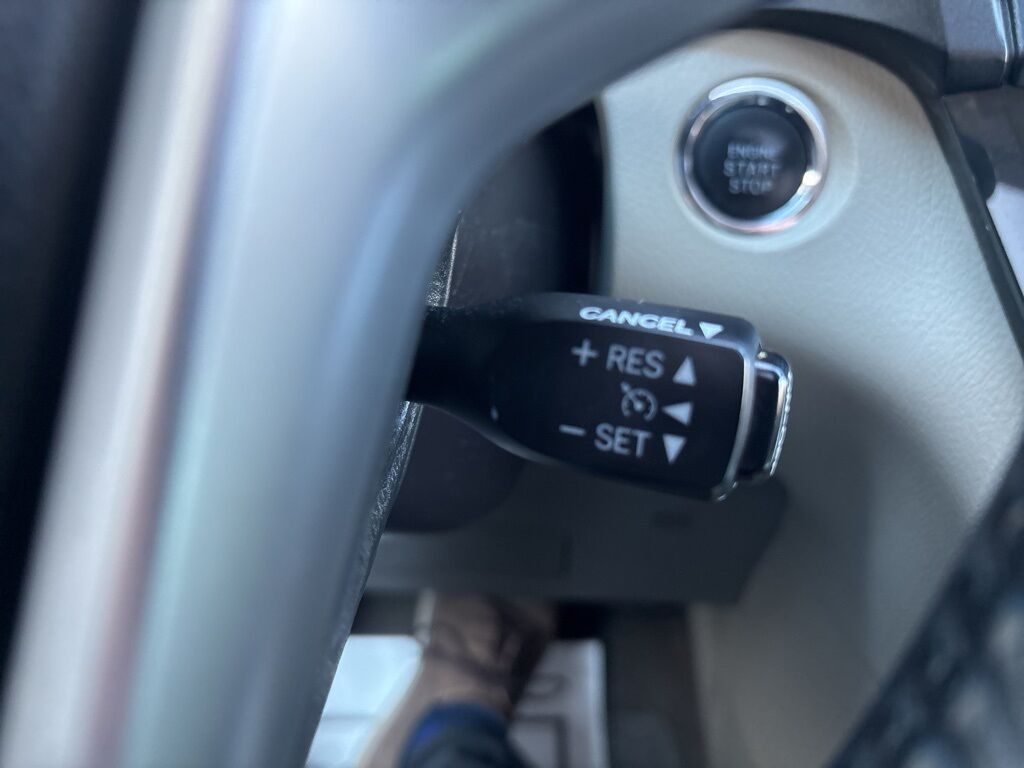 ENGINE
START
STOP
CANCEL
+ RES
- SET